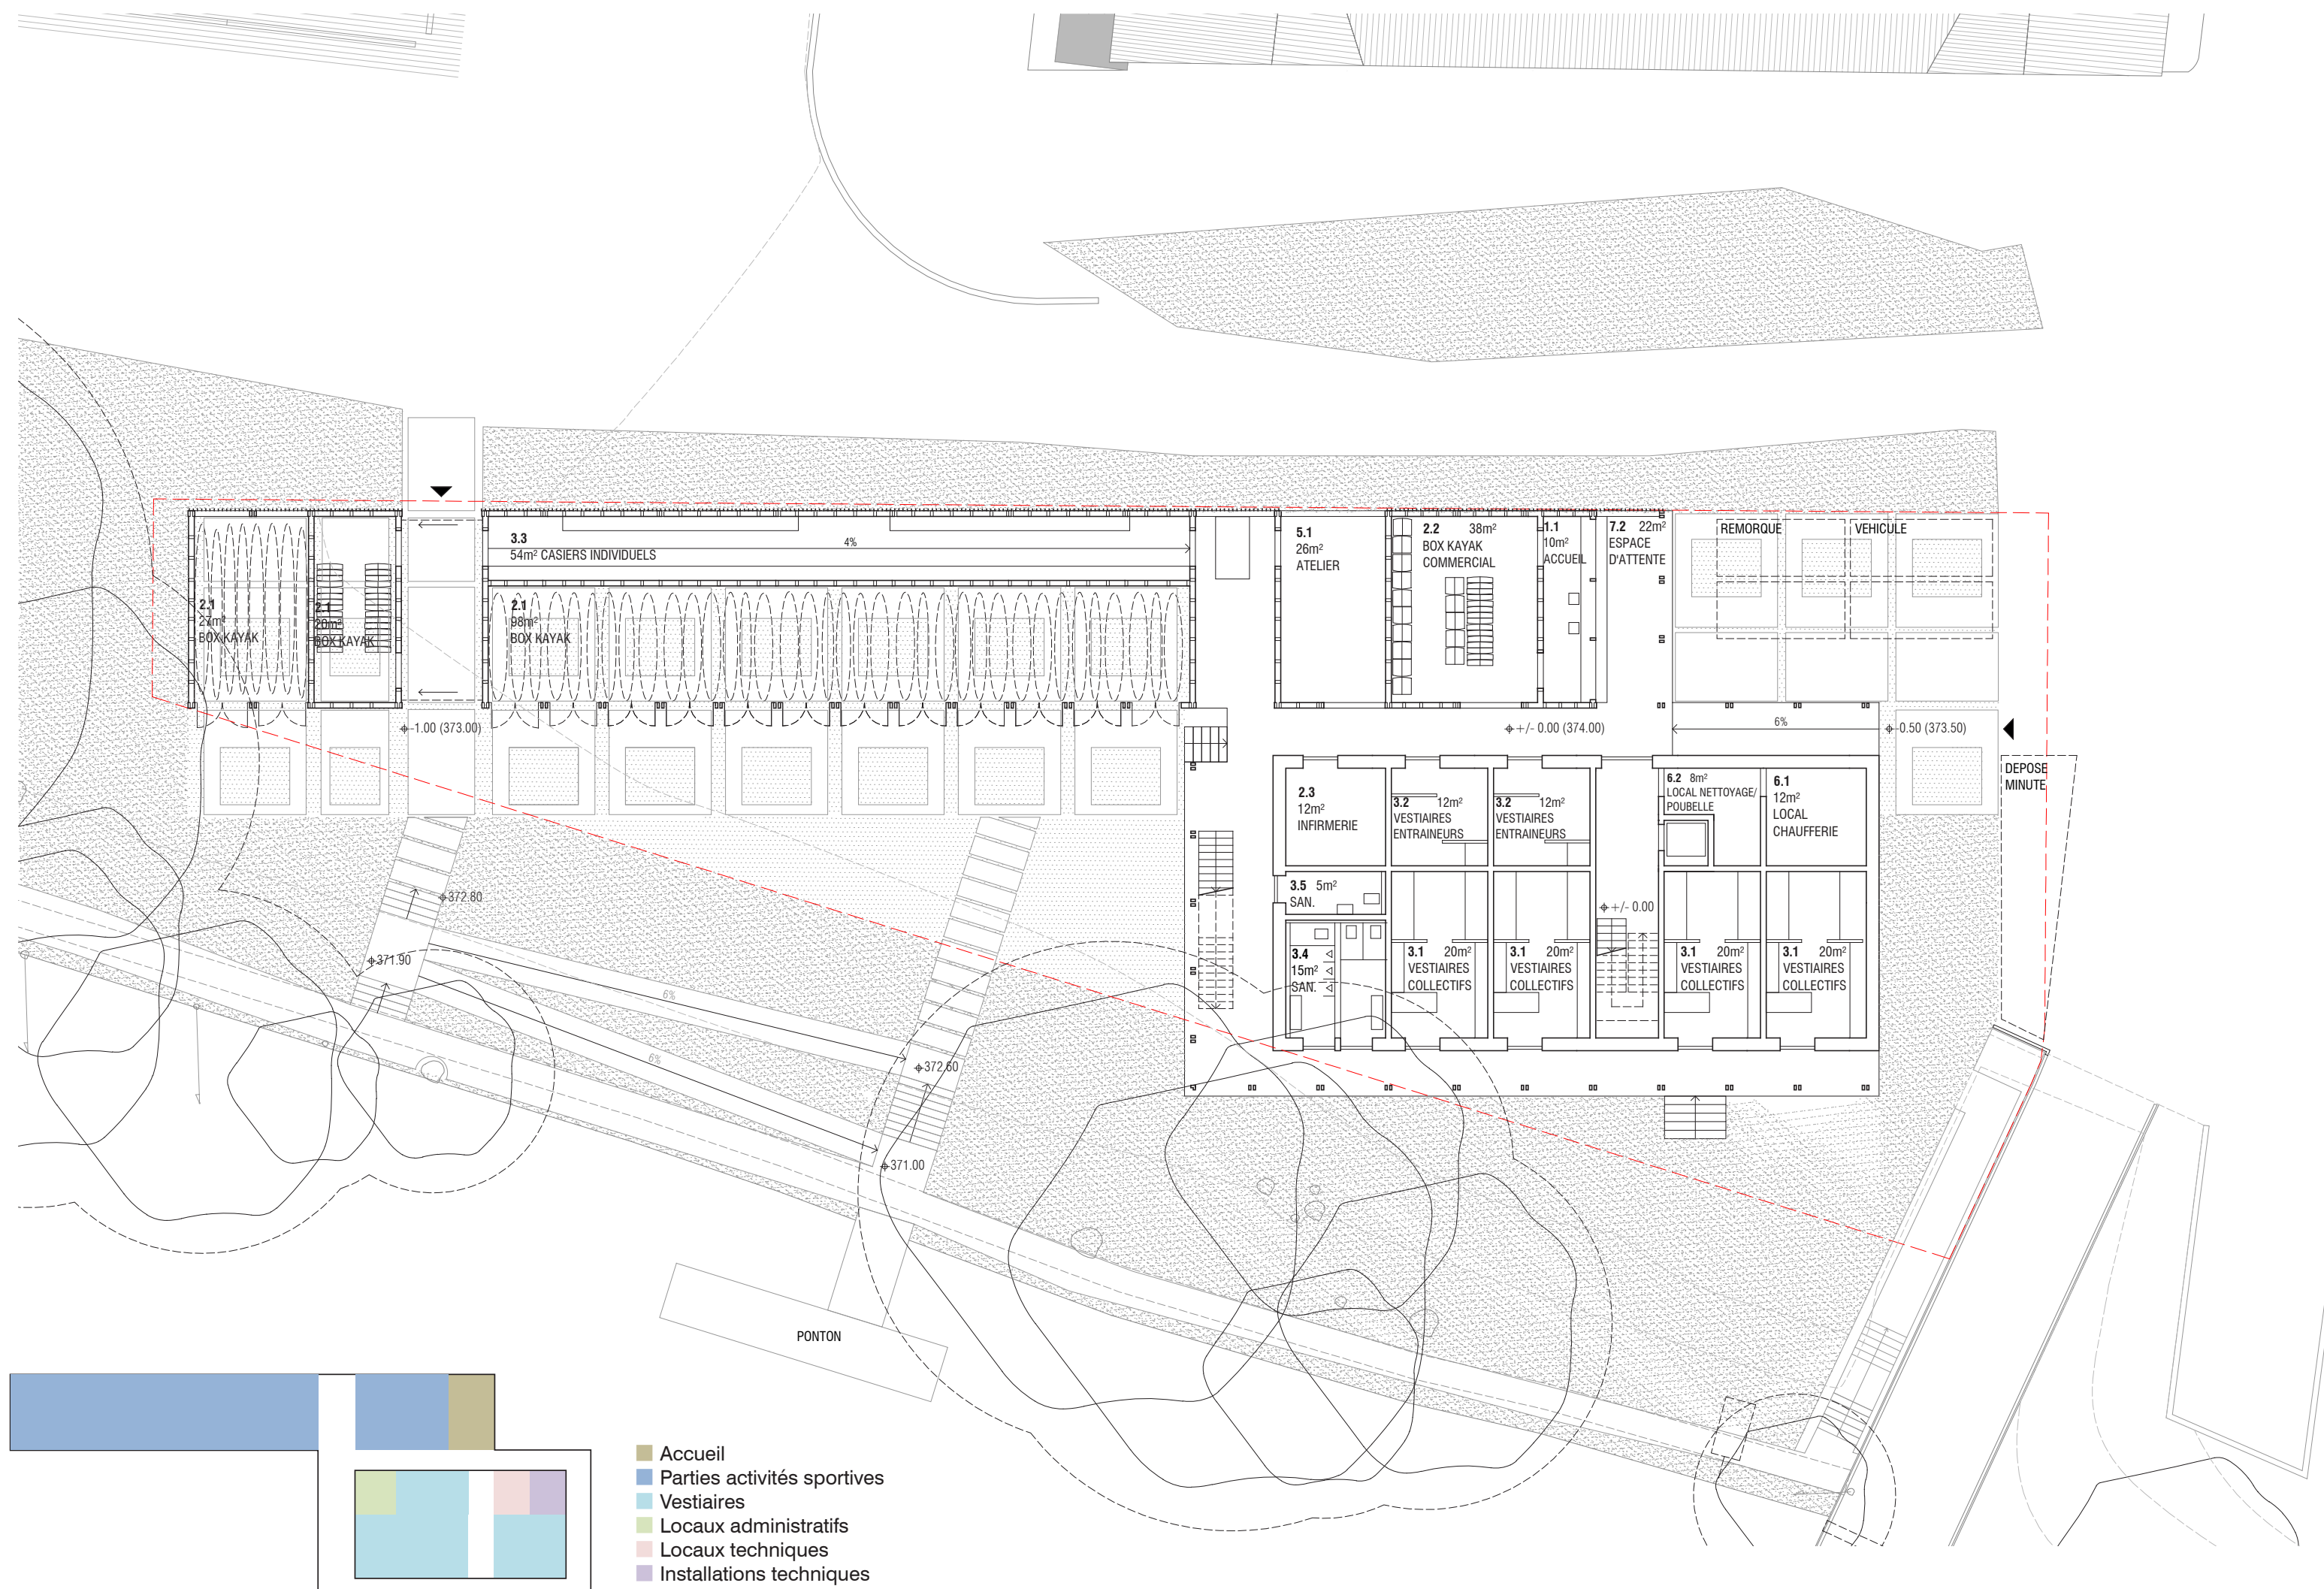 3.3
54m² CASIERS INDIVIDUELS
4%
5.1
26m²
ATELIER
2.2 38m²
BOX KAYAK
COMMERCIAL
1.1
10m²
ACCUEIL
7.2 22m²
ESPACE
D'ATTENTE
REMORQUE
VEHICULE
2.1
27m²
BOX KAYAK
2.1
20m²
BOX KAYAK
2.1
98m²
BOX KAYAK
-1.00 (373.00)
+/- 0.00 (374.00)
6%
-0.50 (373.50)
DEPOSE
MINUTE
2.3
12m²
INFIRMERIE
3.2 12m²
VESTIAIRES
ENTRAINEURS
3.2 12m²
VESTIAIRES
ENTRAINEURS
6.2 8m²
LOCAL NETTOYAGE/
POUBELLE
6.1
12m²
LOCAL
CHAUFFERIE
3.5 5m²
SAN.
+/- 0.00
372.80
3.4
15m²
SAN.
3.1 20m²
VESTIAIRES
COLLECTIFS
3.1 20m²
VESTIAIRES
COLLECTIFS
3.1 20m²
VESTIAIRES
COLLECTIFS
3.1 20m²
VESTIAIRES
COLLECTIFS
371.90
6%
6%
372.60
371.00
PONTON
Accueil
Parties activités sportives
Vestiaires
Locaux administratifs
Locaux techniques
Installations techniques